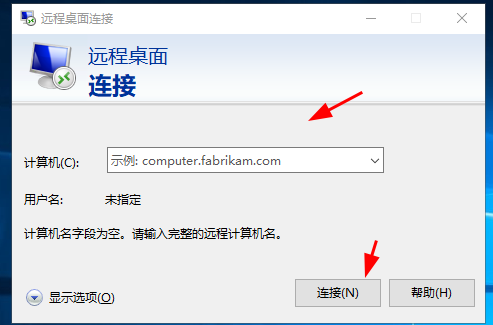 远程桌面连接
远程桌面
连接
计算机(C): 示例: computer.fabrikam.com
用户名: 未指定
计算机名字段为空。请输入完整的远程计算机名。
显示选项(O) 连接(N) 帮助(H)